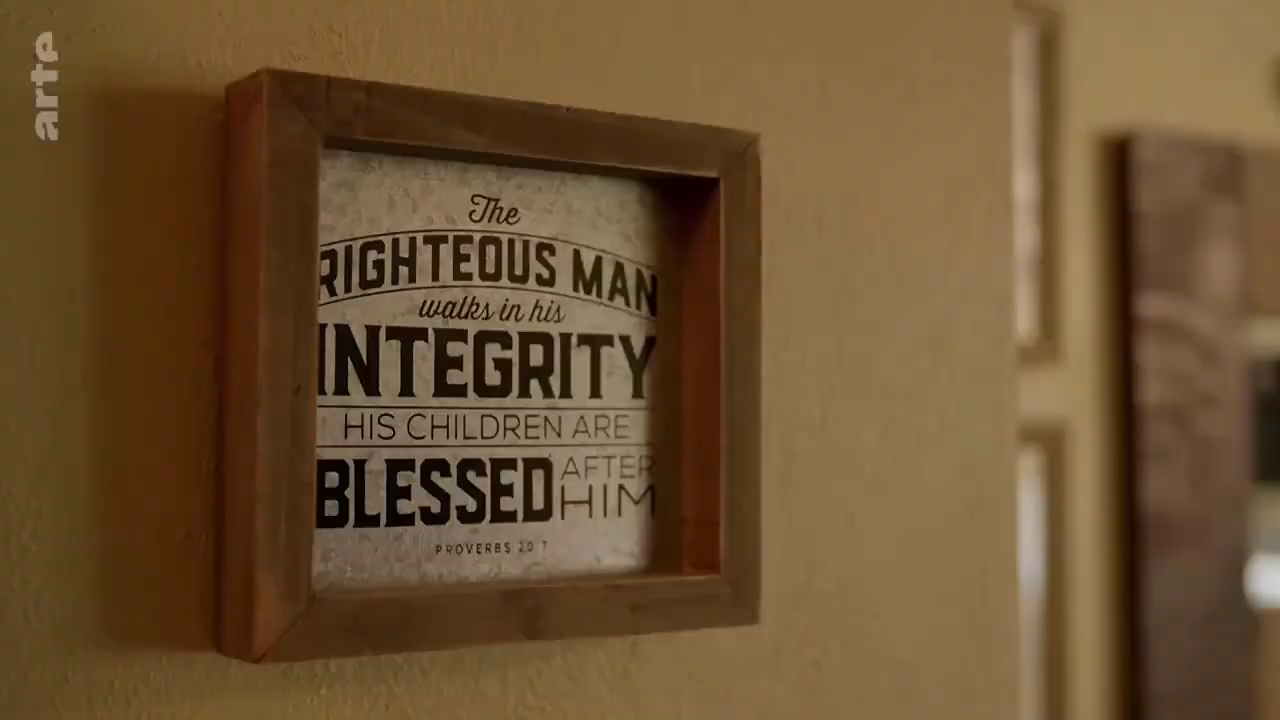 arte
The
RIGHTEOUS MAN
walks in his
INTEGRITY
HIS CHILDREN ARE
BLESSED AFTER HIM
PROVERBS 20:7